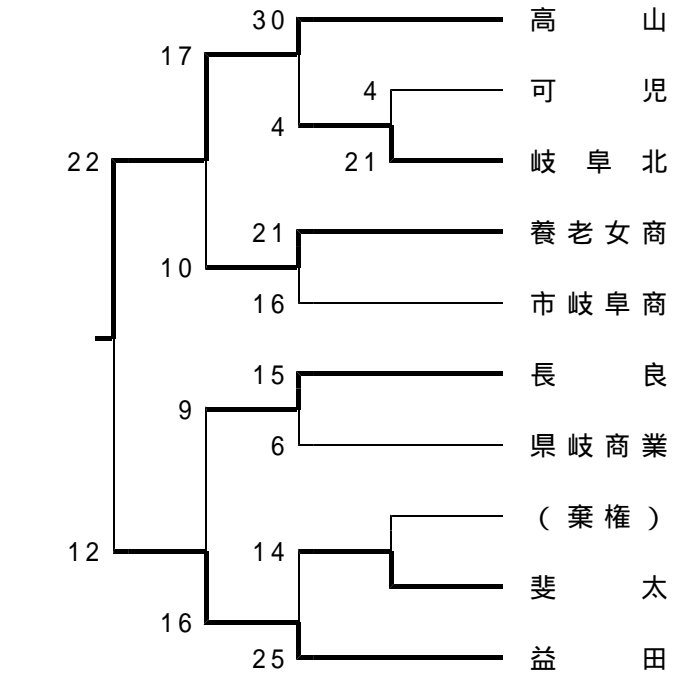 30 高山
17
4 可児
4
22 21 岐阜北
21 養老女商
10
16 市岐阜商
15 長良
9
6 県岐商業
(棄権)
12 14
斐太
16
25 益田